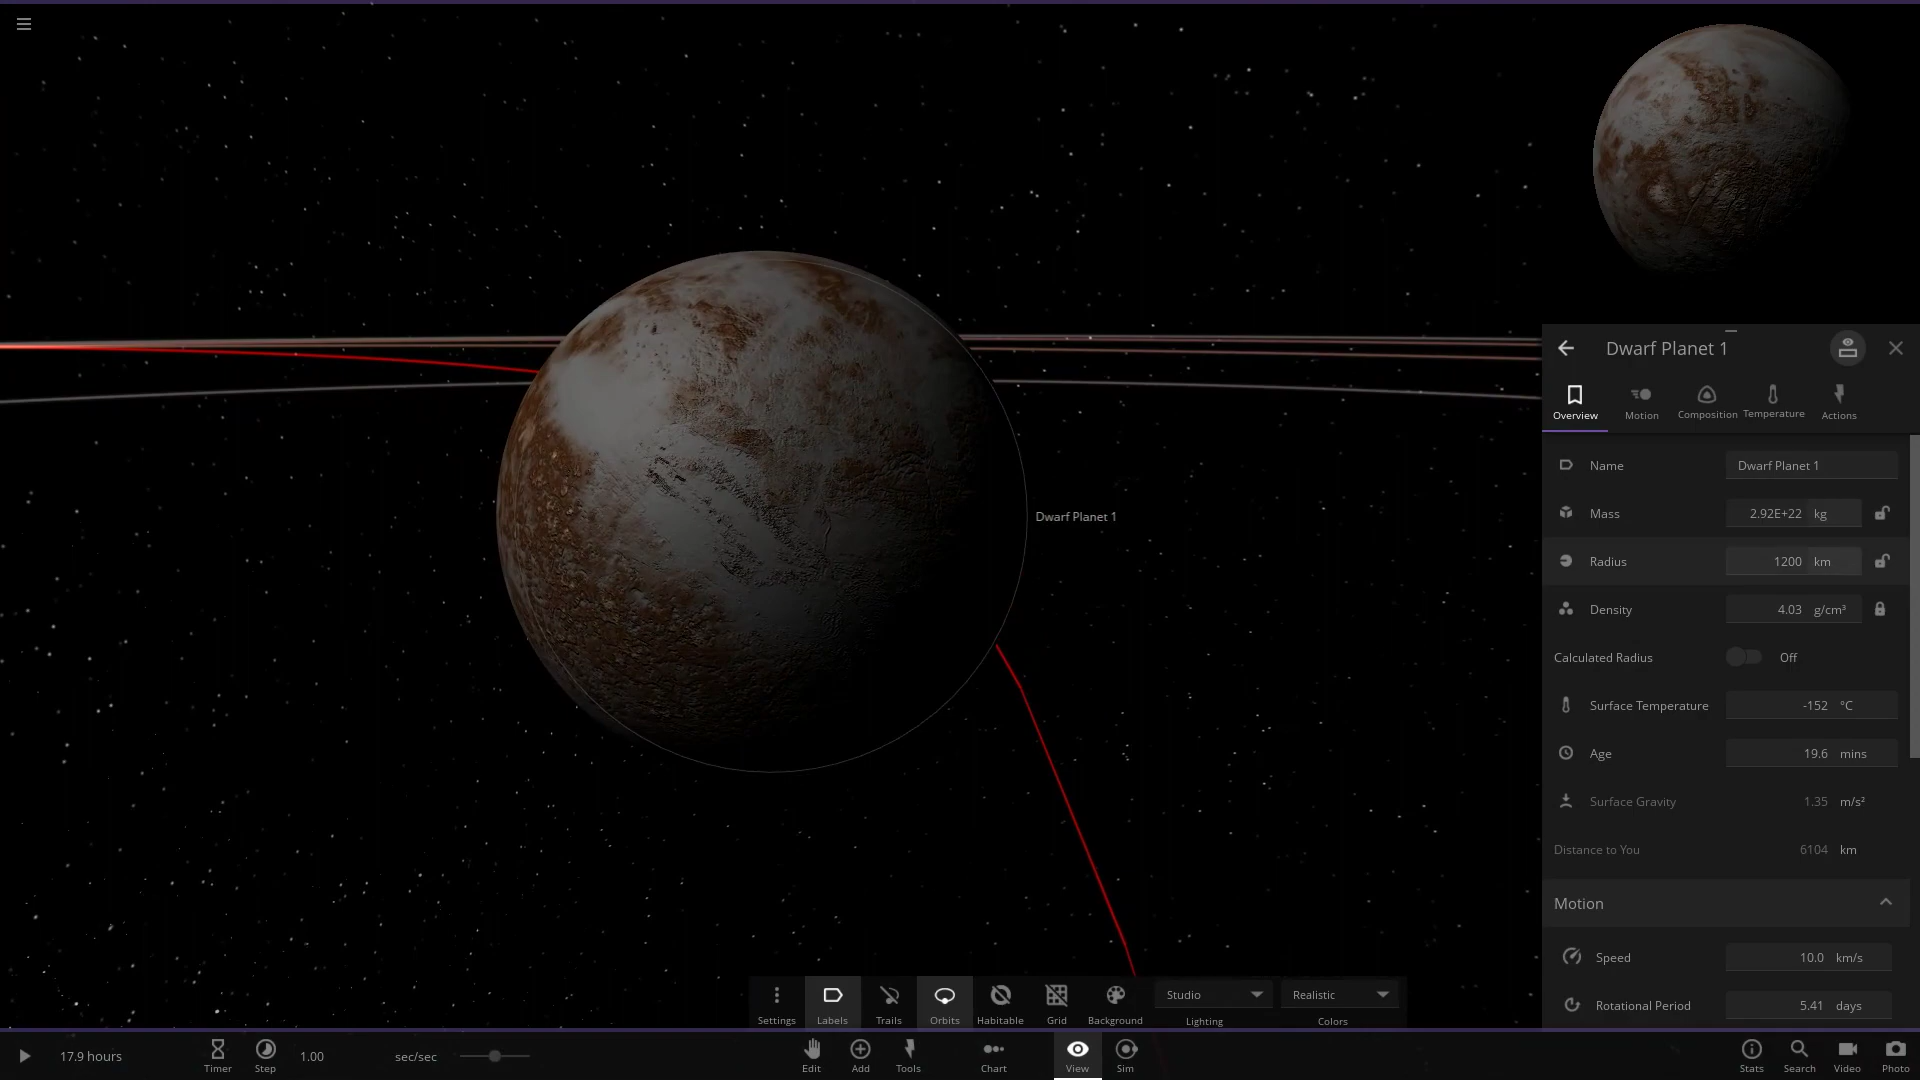 Dwarf Planet 1
Overview
Motion
Composition
Temperature
Actions
Name Dwarf Planet 1
Mass 2.92E+22 kg
Radius 1200 km
Density 4.03 g/cm³
Calculated Radius Off
Surface Temperature -152 °C
Age 19.6 mins
Surface Gravity 1.35 m/s²
Distance to You 6104 km
Motion
Speed 10.0 km/s
Rotational Period 5.41 days
Dwarf Planet 1
Settings
Labels
Trails
Orbits
Habitable
Grid
Background
Studio
Lighting
Realistic
Colors
17.9 hours
Timer
Step
1.00 sec/sec
Edit
Add
Tools
Chart
View
Sim
Stats
Search
Video
Photo